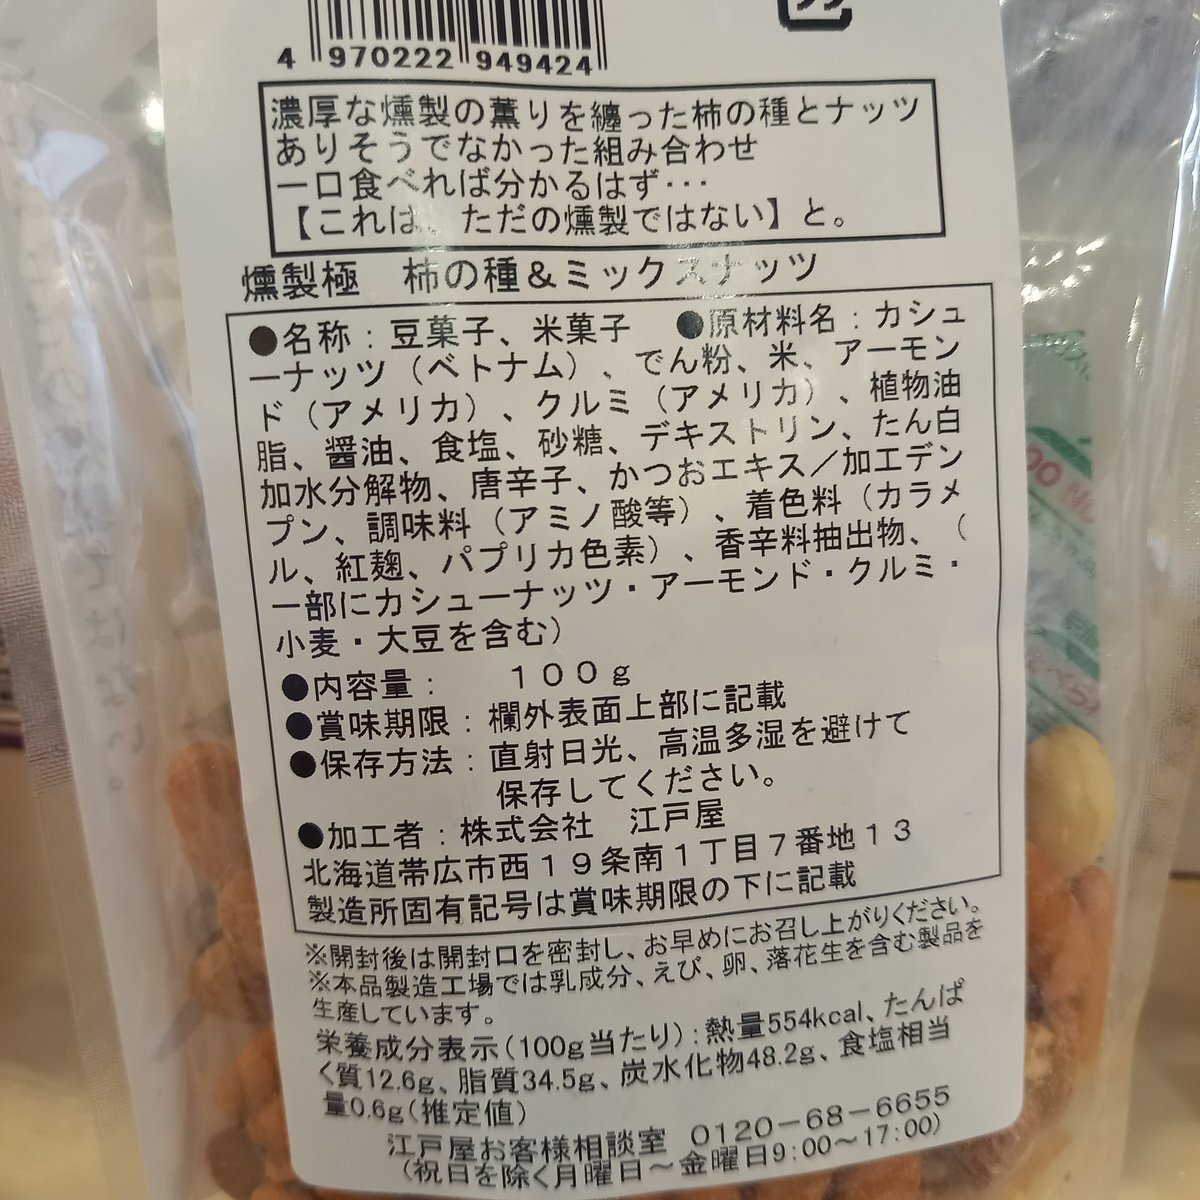 4 970222 949424
濃厚な燻製の薫りを纏った柿の種とナッツ
ありそうでなかった組み合わせ
一口食べれば分かるはず･･･
【これは、ただの燻製ではない】と。
燻製極　柿の種＆ミックスナッツ
●名称：豆菓子、米菓子　●原材料名：カシュ
ーナッツ（ベトナム）、でん粉、米、アーモン
ド（アメリカ）、クルミ（アメリカ）、植物油
脂、醤油、食塩、砂糖、デキストリン、たん白
加水分解物、唐辛子、かつおエキス／加工デン
プン、調味料（アミノ酸等）、着色料（カラメ
ル、紅麹、パプリカ色素）、香辛料抽出物、（
一部にカシューナッツ・アーモンド・クルミ・
小麦・大豆を含む）
●内容量：　１００ｇ
●賞味期限：欄外表面上部に記載
●保存方法：直射日光、高温多湿を避けて
保存してください。
●加工者：株式会社　江戸屋
北海道帯広市西１９条南１丁目７番地１３
製造所固有記号は賞味期限の下に記載
※開封後は開封口を密封し、お早めにお召し上がりください。
※本品製造工場では乳成分、えび、卵、落花生を含む製品を
生産しています。
栄養成分表示(100g当たり):熱量554kcal、たんぱ
く質12.6g、脂質34.5g、炭水化物48.2g、食塩相当
量0.6g(推定値)
江戸屋お客様相談室　0120－68－6655
(祝日を除く月曜日～金曜日9:00～17:00)